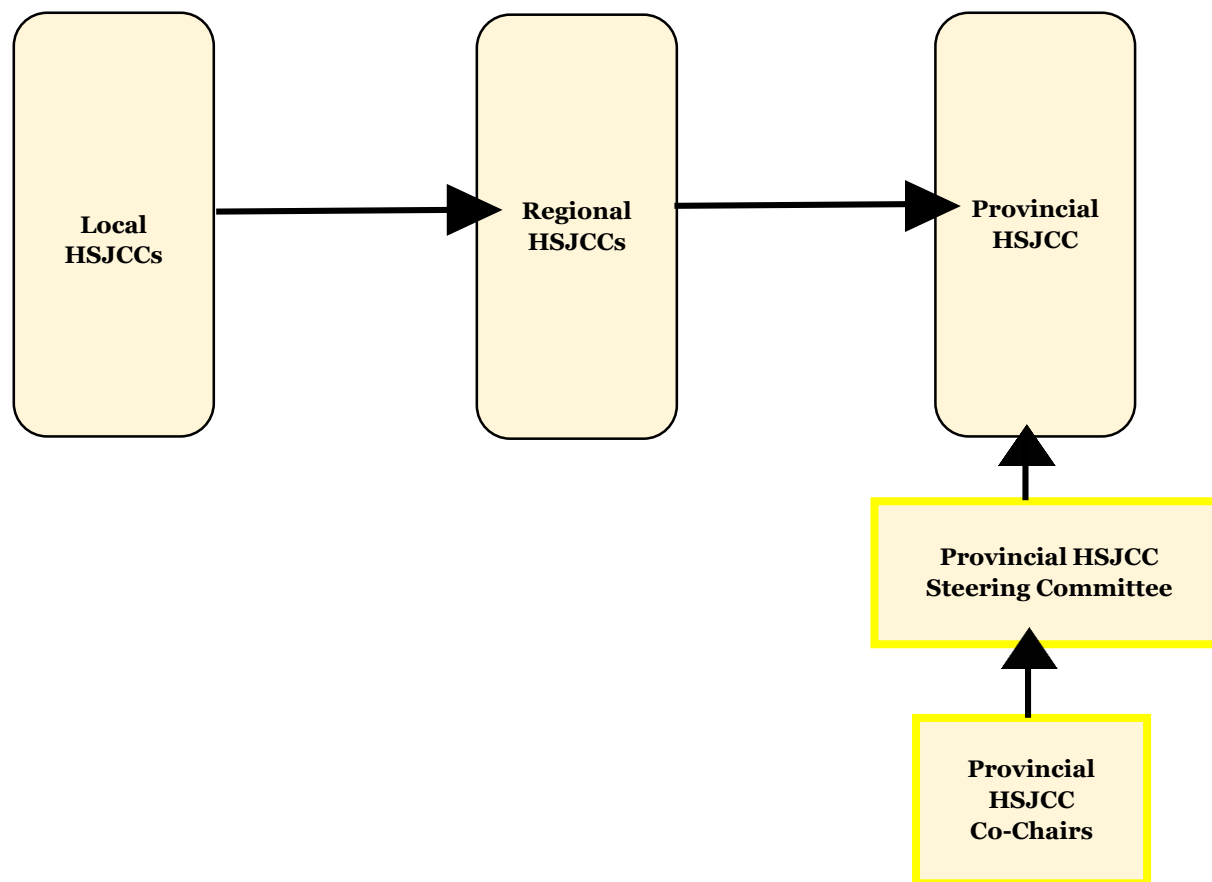 Local
HSJCCs
Regional
HSJCCs
Provincial
HSJCC
Provincial HSJCC
Steering Committee
Provincial
HSJCC
Co-Chairs